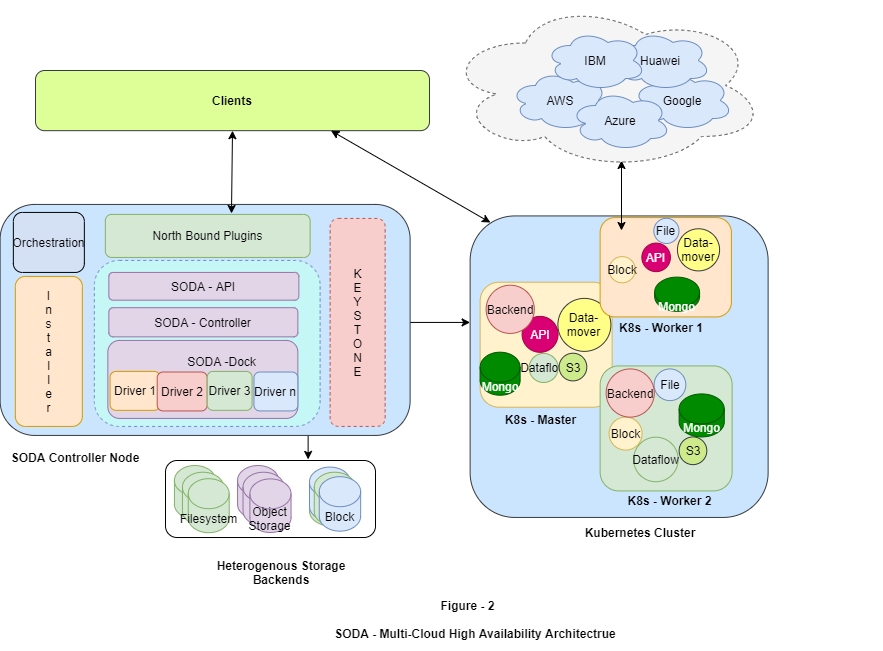 IBM
Huawei
AWS
Google
Azure
Clients
Orchestration
North Bound Plugins
Installer
SODA - API
SODA - Controller
SODA -Dock
Driver 1
Driver 2
Driver 3
Driver n
KEYSTONE
SODA Controller Node
Filesystem
Object
Storage
Block
Heterogenous Storage
Backends
File
API
Data-
mover
Block
Mongo
K8s - Worker 1
Backend
API
Data-
mover
Mongo
Dataflo
S3
K8s - Master
Backend
File
Mongo
Block
S3
Dataflow
K8s - Worker 2
Kubernetes Cluster
Figure - 2
SODA - Multi-Cloud High Availability Architectrue